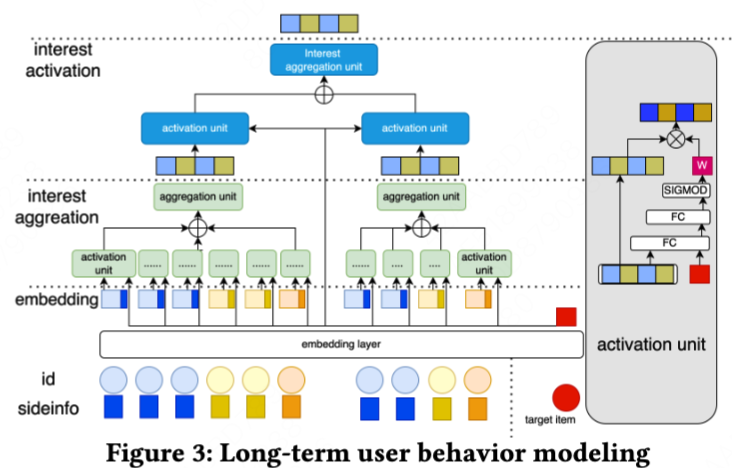 interest
activation
Interest
aggregation unit
activation unit
activation unit
W
SIGMOD
FC
FC
activation unit
interest
aggreation
aggregation unit
aggregation unit
activation
unit
......
......
......
......
......
......
....
....
activation
unit
embedding
embedding layer
id
sideinfo
target item
Figure 3: Long-term user behavior modeling